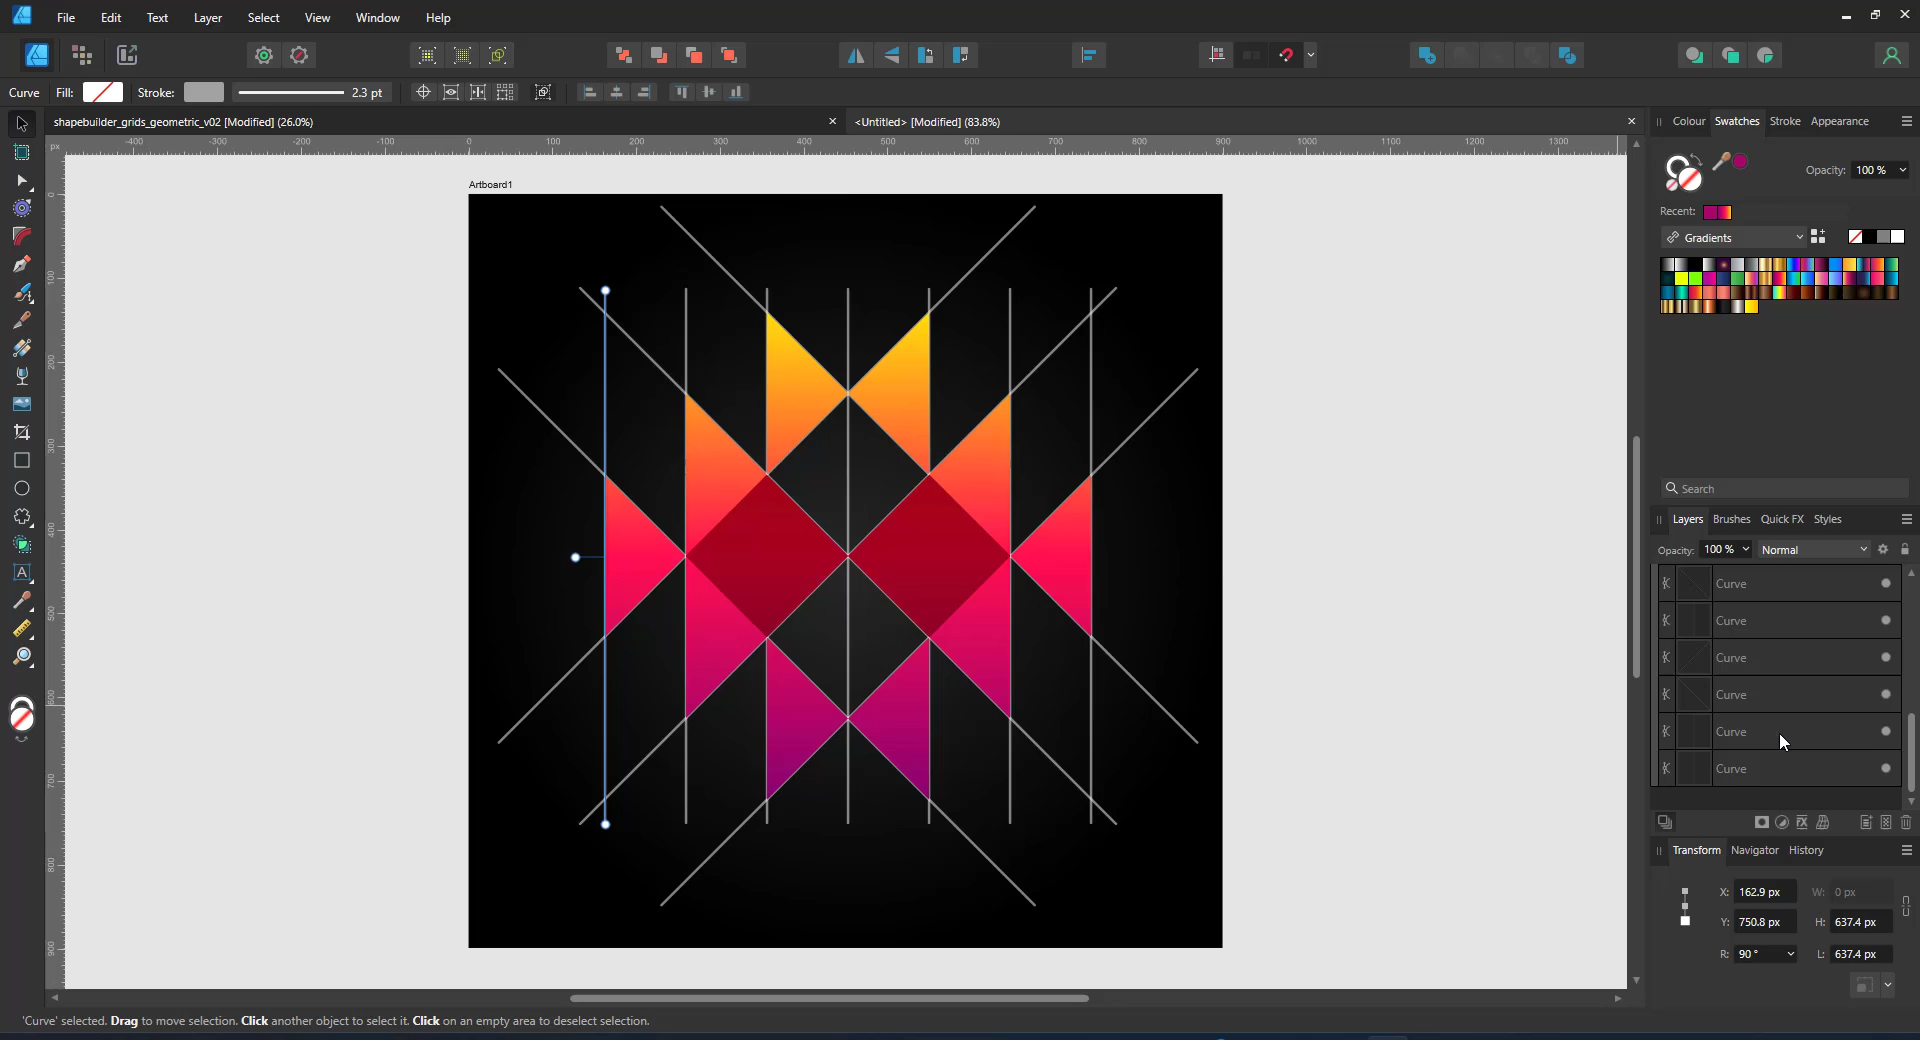 File Edit Text Layer Select View Window Help
Curve Fill: Stroke: 2.3 pt
shapebuilder_grids_geometric_v02 [Modified] (26.0%)
<Untitled> [Modified] (83.8%)
Colour Swatches Stroke Appearance
px -400 -300 -200 -100 0 100 200 300 400 500 600 700 800 900 1000 1100 1200 1300
Opacity: 100 %
Artboard1
Recent:
Gradients
0
100
200
300
400
500
600
700
800
900
Search
Layers Brushes Quick FX Styles
Opacity: 100 % Normal
Curve
Curve
Curve
Curve
Curve
Curve
Transform Navigator History
X: 162.9 px W: 0 px
Y: 750.8 px H: 637.4 px
R: 90 ° L: 637.4 px
'Curve' selected. Drag to move selection. Click another object to select it. Click on an empty area to deselect selection.